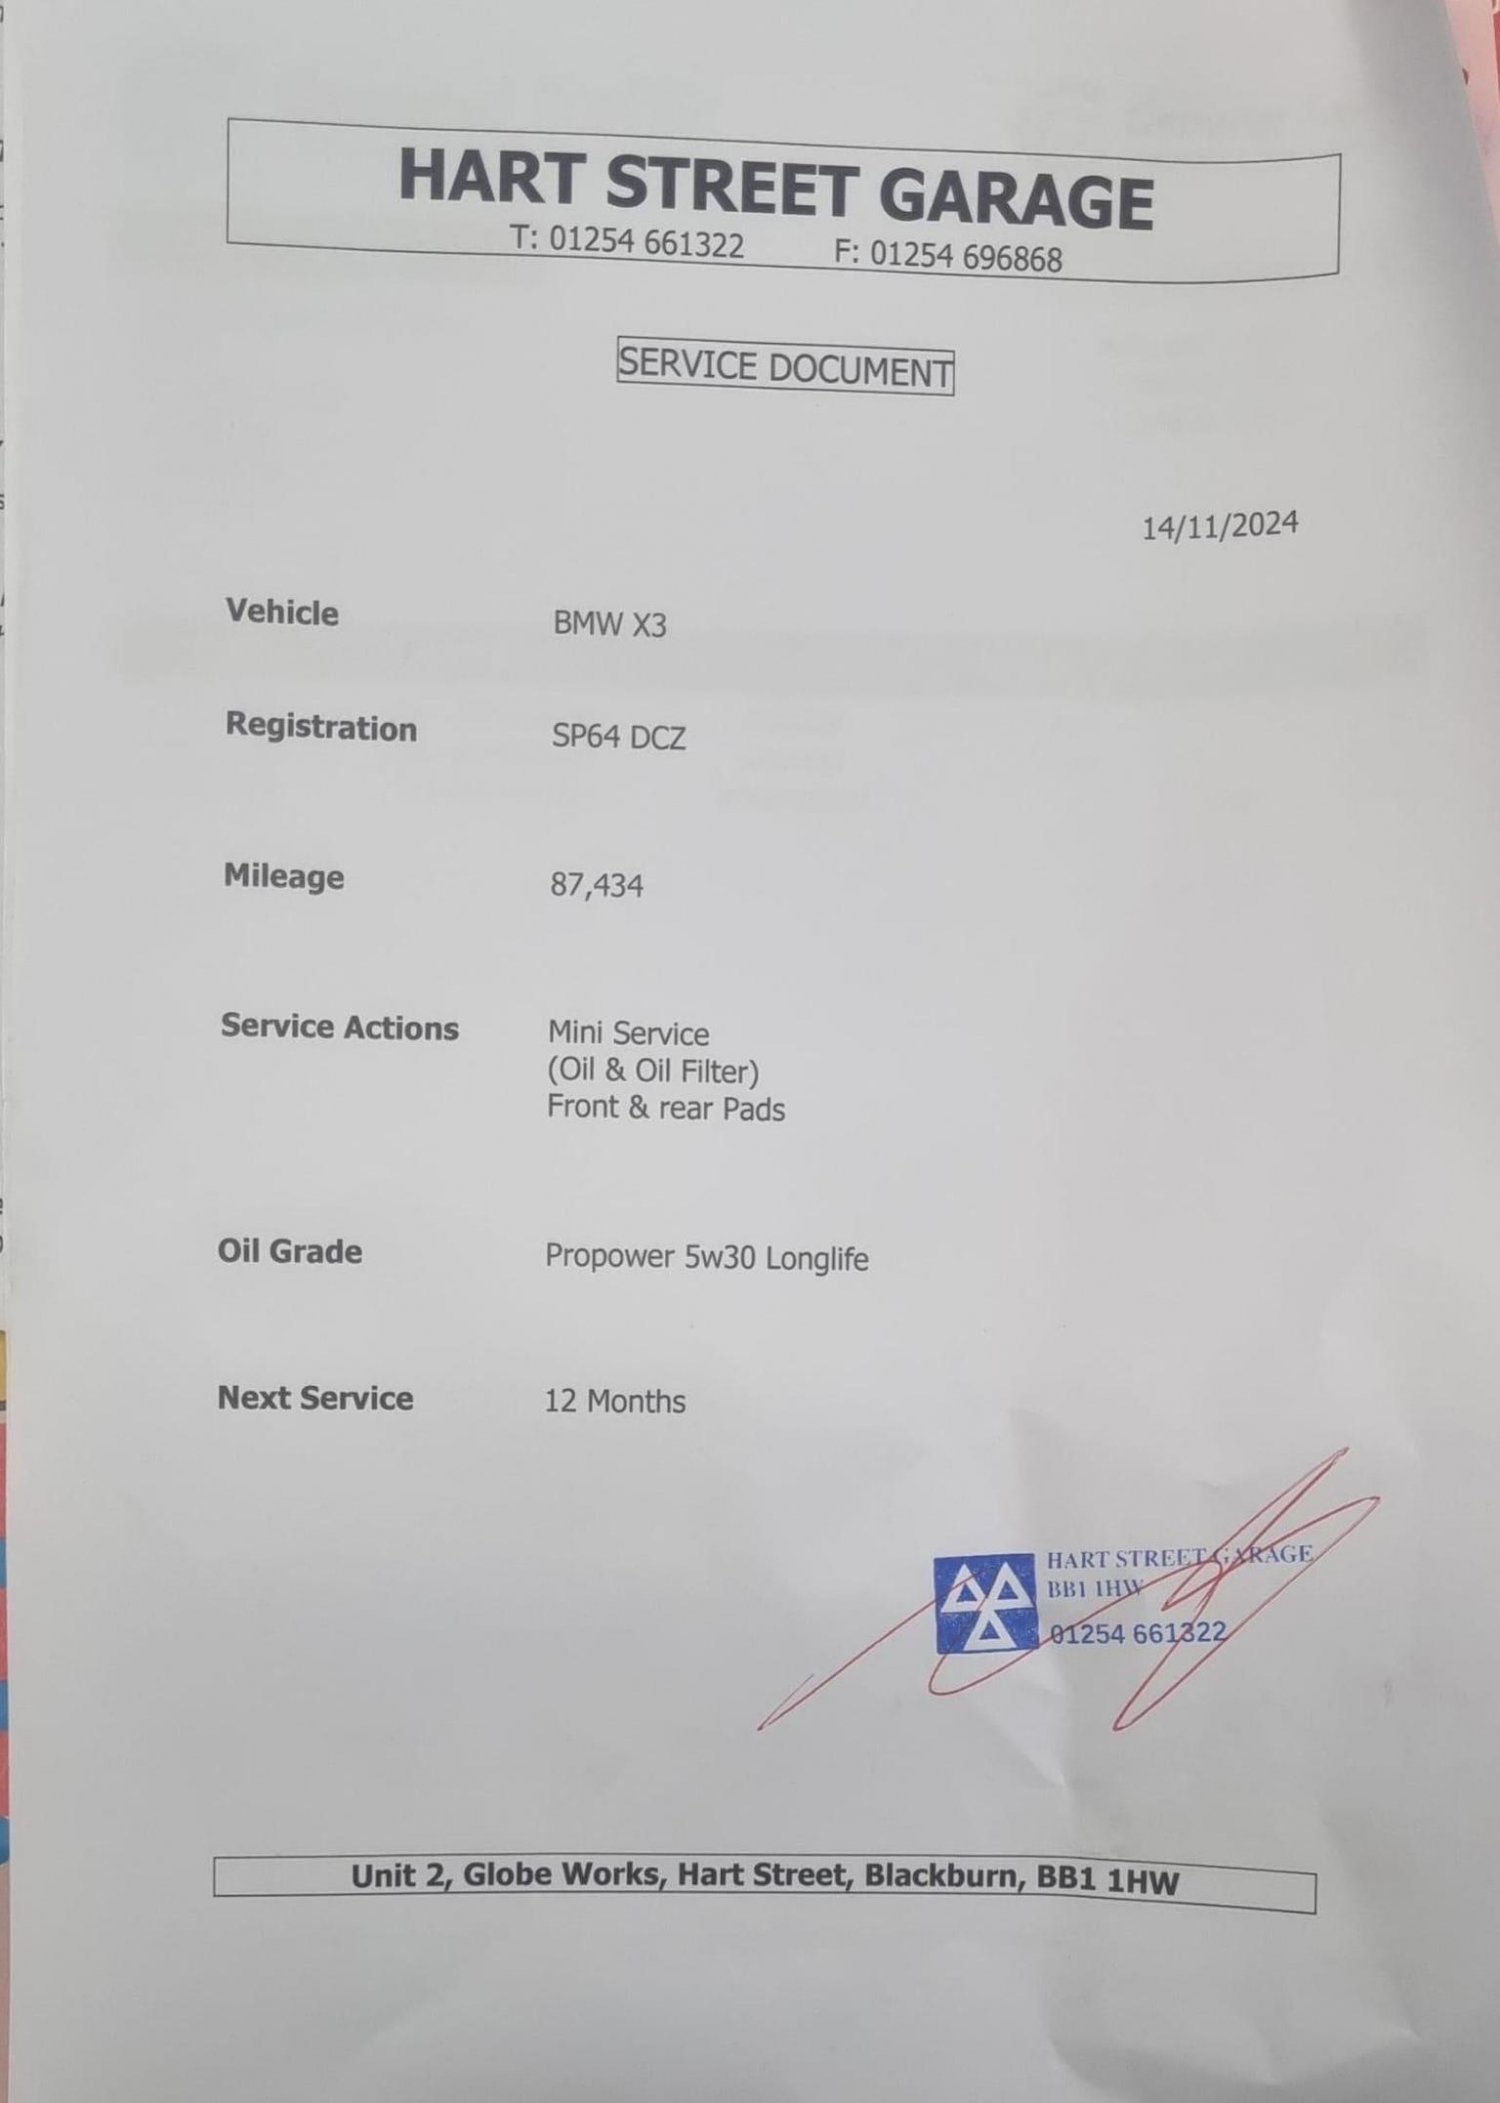 HART STREET GARAGE
T: 01254 661322 F: 01254 696868
SERVICE DOCUMENT
14/11/2024
Vehicle BMW X3
Registration SP64 DCZ
Mileage 87,434
Service Actions Mini Service
(Oil & Oil Filter)
Front & rear Pads
Oil Grade Propower 5w30 Longlife
Next Service 12 Months
HART STREET GARAGE
BB1 1HW
01254 661322
Unit 2, Globe Works, Hart Street, Blackburn, BB1 1HW